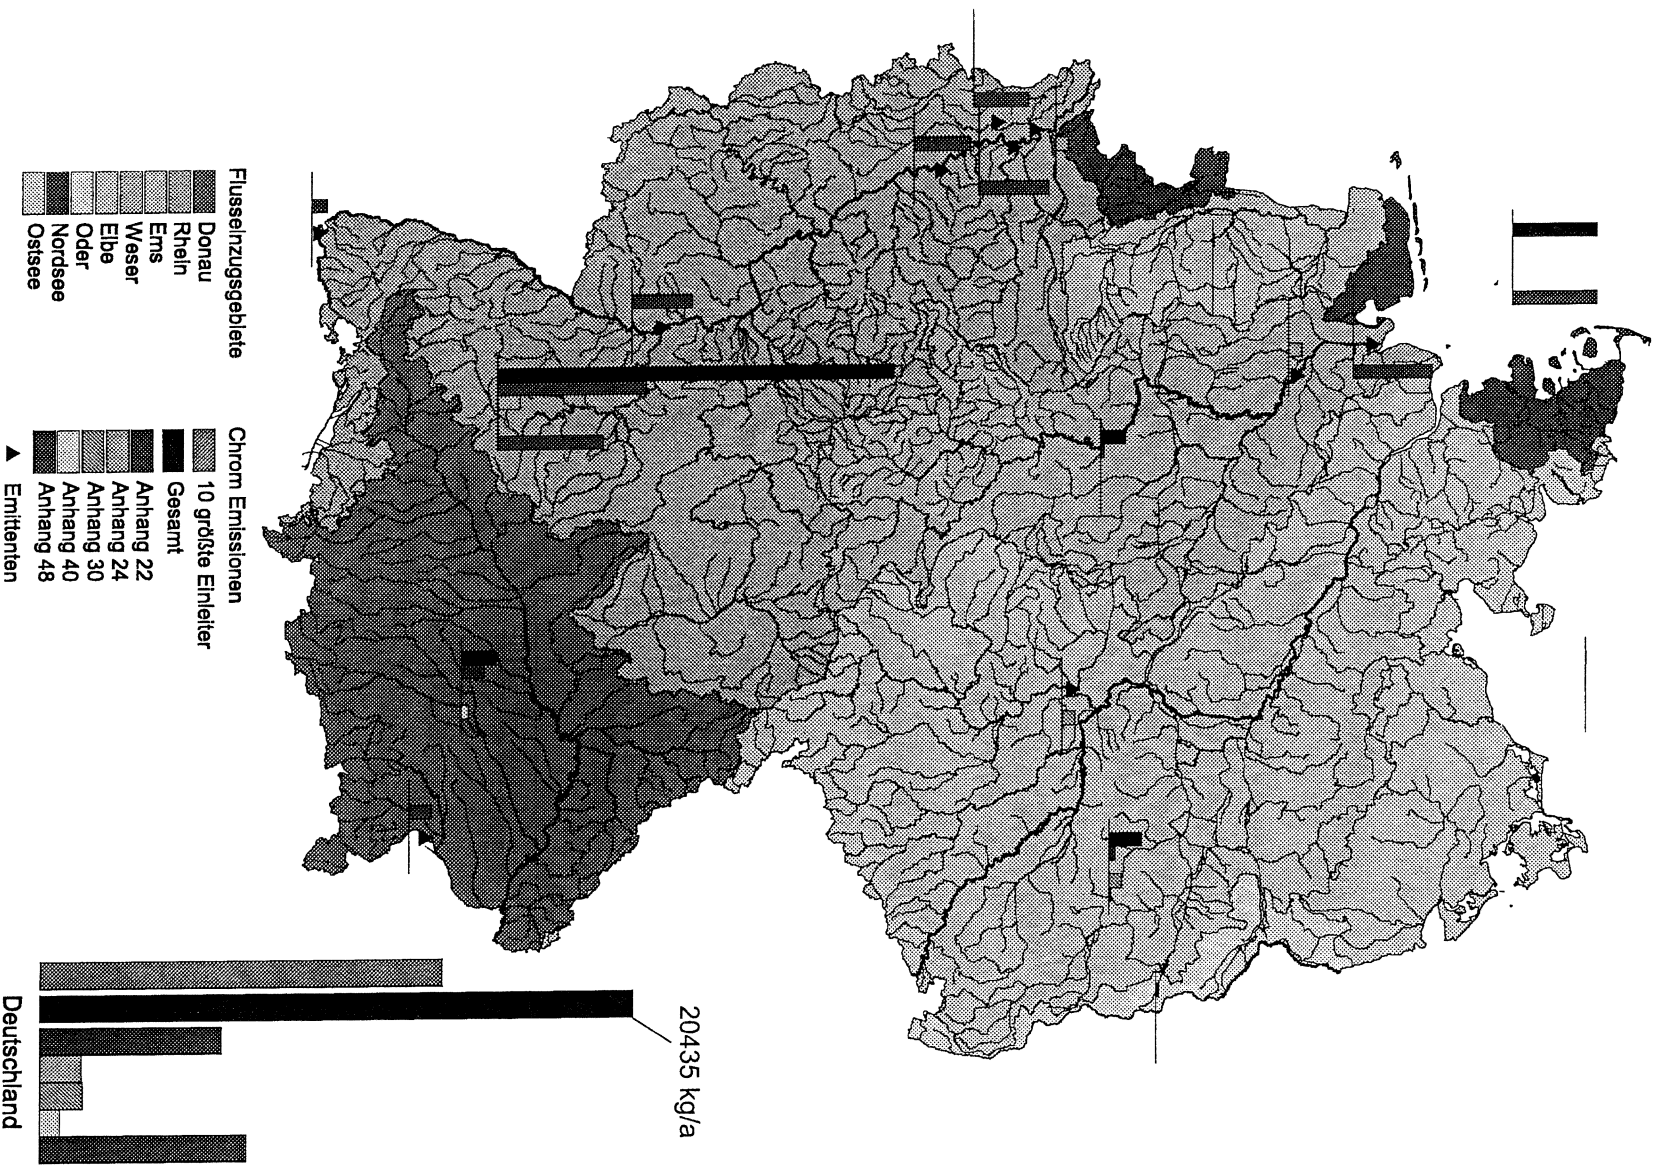 Flusseinzugsgebiete
Donau
Rhein
Ems
Weser
Elbe
Oder
Nordsee
Ostsee
Chrom Emissionen
10 größte Einleiter
Gesamt
Anhang 22
Anhang 24
Anhang 30
Anhang 40
Anhang 48
Emittenten
20435 kg/a
Deutschland